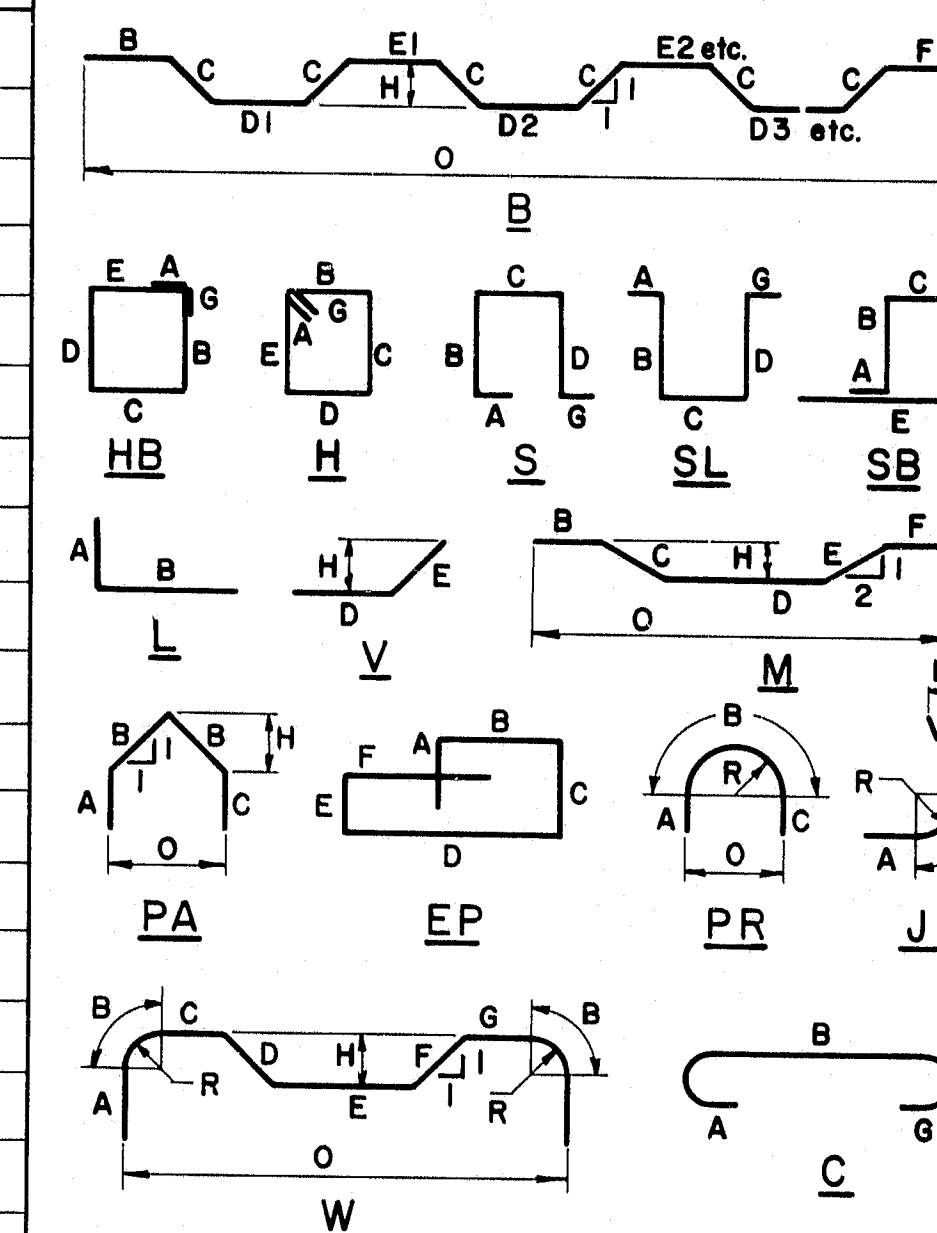 B C C E1 H C C 1 1 E2 etc. C C F
D1 D2 D3 etc.
O
B
E A G D B C
B G A E C D
C B D A G
A G B D C
C B A E
HB H S SL SB
A B
H E D
B C H E 1 2 F D
O
L V M
B B 1 1 H A C O
B F A E C D
B R A C O
R A
PA EP PR J
B C D H F 1 1 G B R R A E
O
W
B A G
C